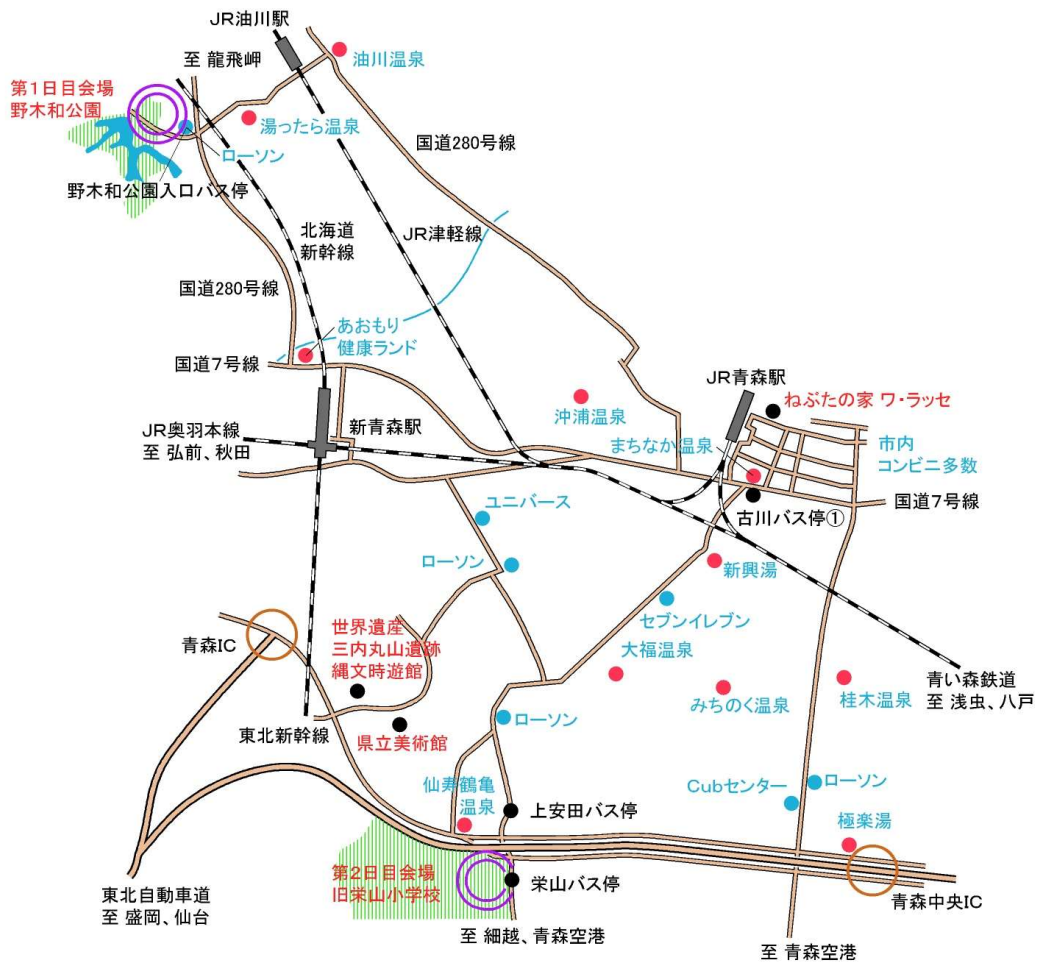 JR油川駅
至 龍飛岬
油川温泉
第1日目会場
野木和公園
湯ったら温泉
ローソン
国道280号線
野木和公園入口バス停
北海道
新幹線
JR津軽線
国道280号線
あおもり
健康ランド
国道7号線
JR青森駅
ねぶたの家 ワ・ラッセ
沖浦温泉
新青森駅
JR奥羽本線
至 弘前、秋田
まちなか温泉
市内
コンビニ多数
国道7号線
古川バス停①
ユニバース
ローソン
新興湯
セブンイレブン
世界遺産
三内丸山遺跡
縄文時遊館
青森IC
大福温泉
みちのく温泉
桂木温泉
青い森鉄道
至 浅虫、八戸
東北新幹線
県立美術館
ローソン
仙寿鶴亀
温泉
上安田バス停
Cubセンター
ローソン
極楽湯
第2日目会場
旧栄山小学校
栄山バス停
東北自動車道
至 盛岡、仙台
青森中央IC
至 細越、青森空港
至 青森空港